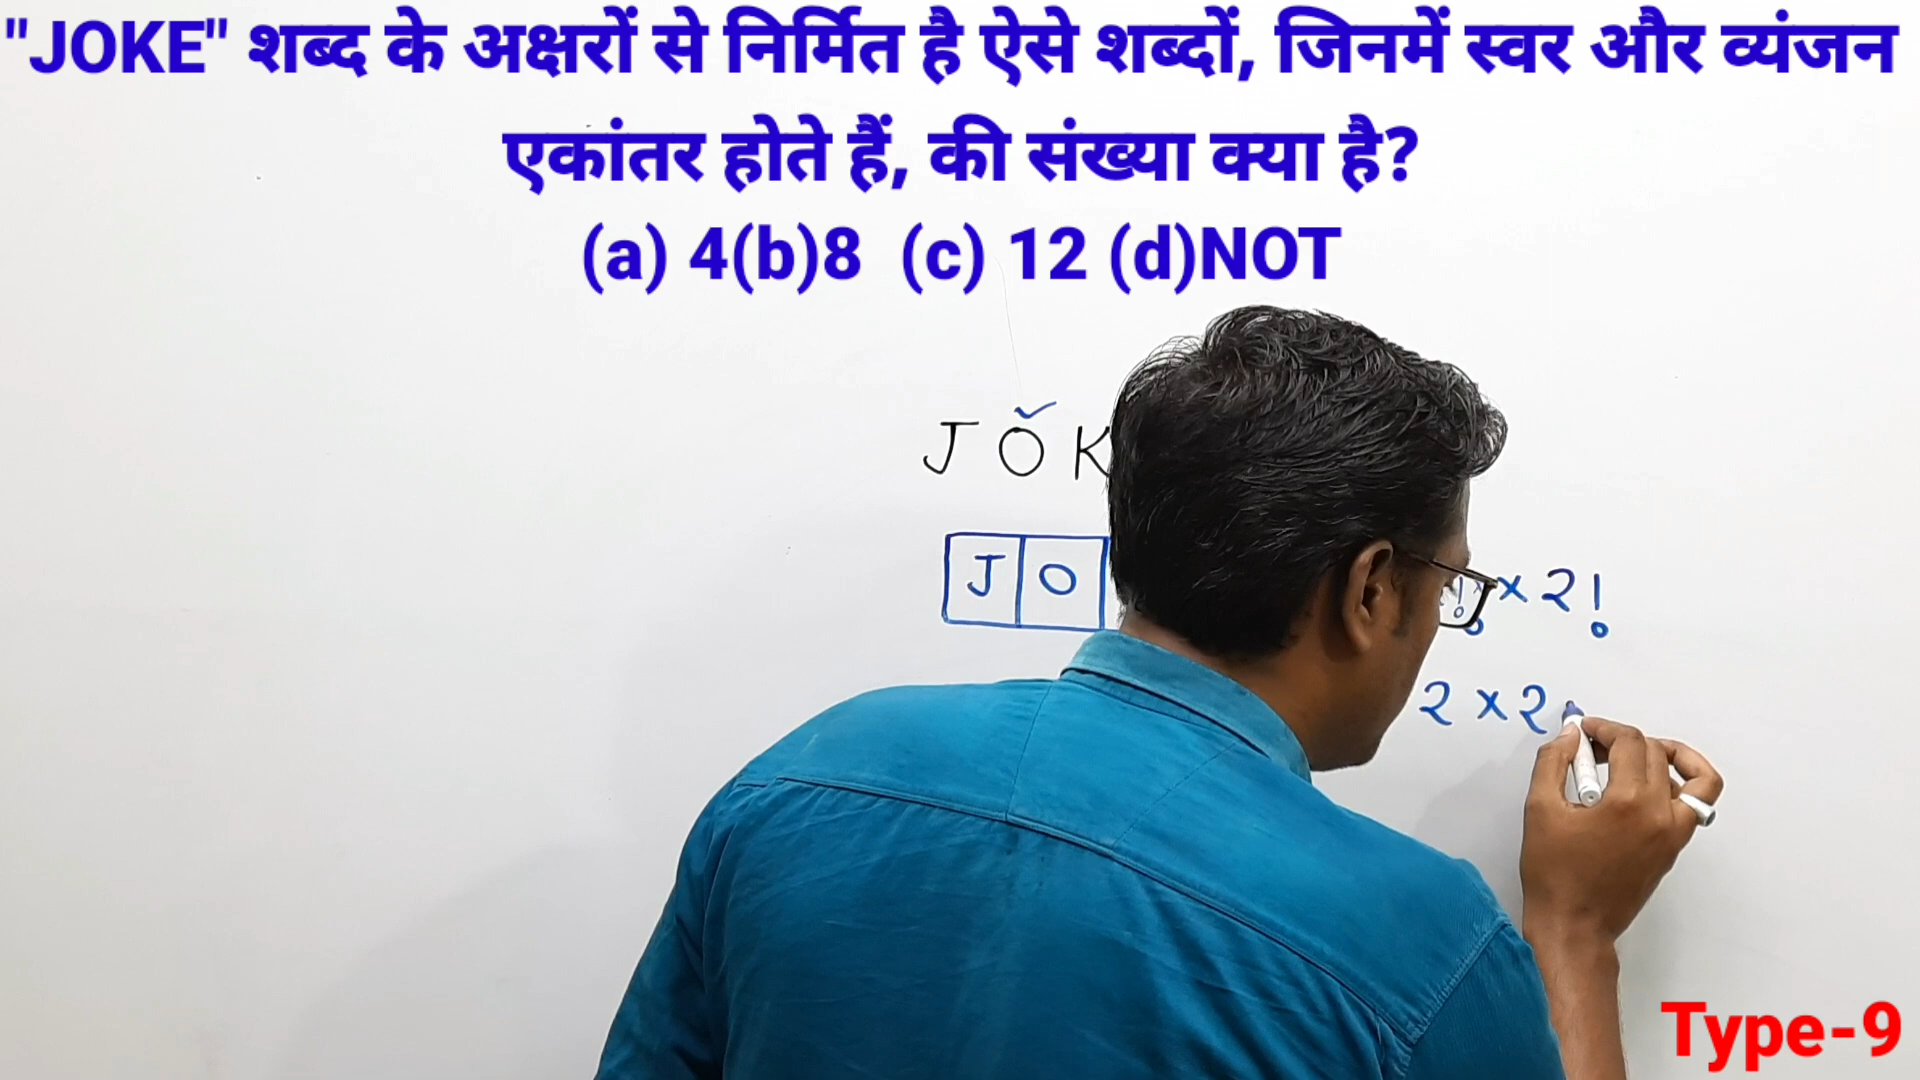 "JOKE" शब्द के अक्षरों से निर्मित है ऐसे शब्दों, जिनमें स्वर और व्यंजन
एकांतर होते हैं, की संख्या क्या है?
(a) 4(b)8 (c) 12 (d)NOT
J O K
J O
× 2!
2 × 2
Type-9